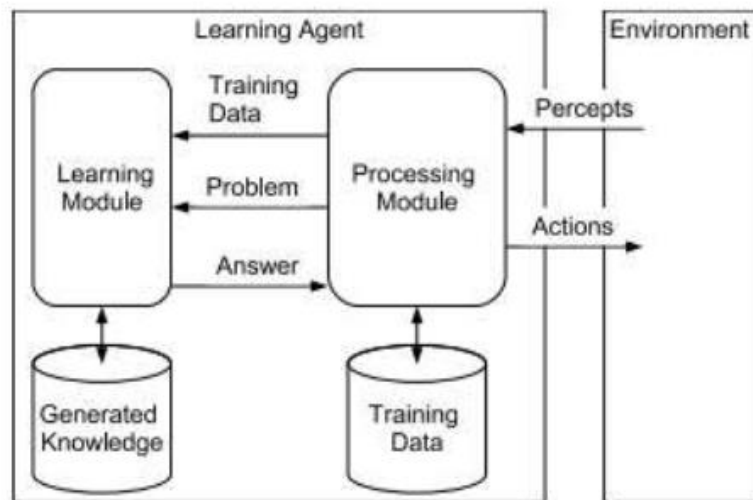 Learning Agent
Environment
Training
Data
Percepts
Learning
Module
Processing
Module
Problem
Actions
Answer
Generated
Knowledge
Training
Data